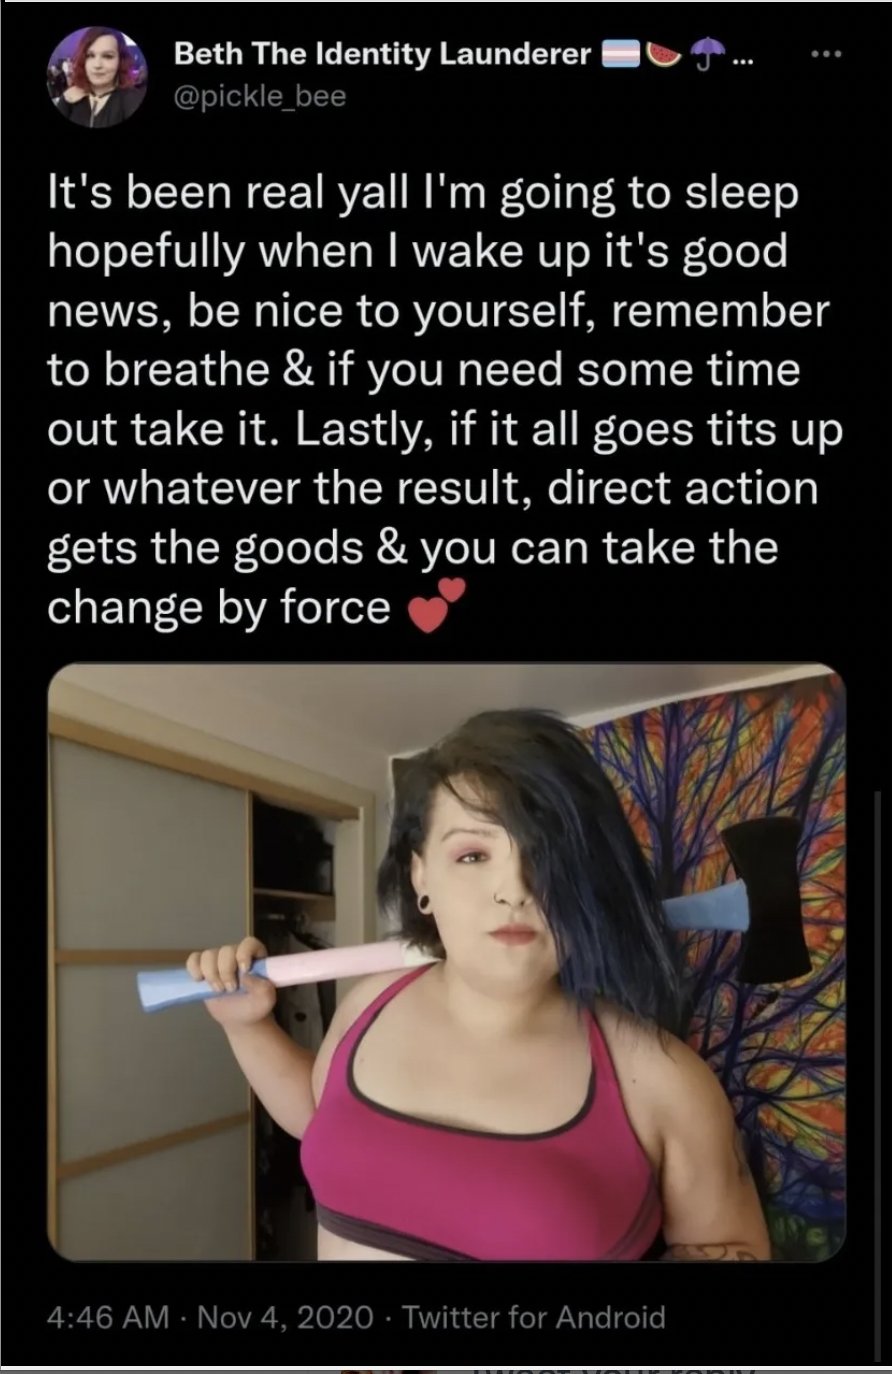 Beth The Identity Launderer 🏳️‍⚧️🍉☂️ ...
@pickle_bee
It's been real yall I'm going to sleep
hopefully when I wake up it's good
news, be nice to yourself, remember
to breathe & if you need some time
out take it. Lastly, if it all goes tits up
or whatever the result, direct action
gets the goods & you can take the
change by force 💕
4:46 AM · Nov 4, 2020 · Twitter for Android